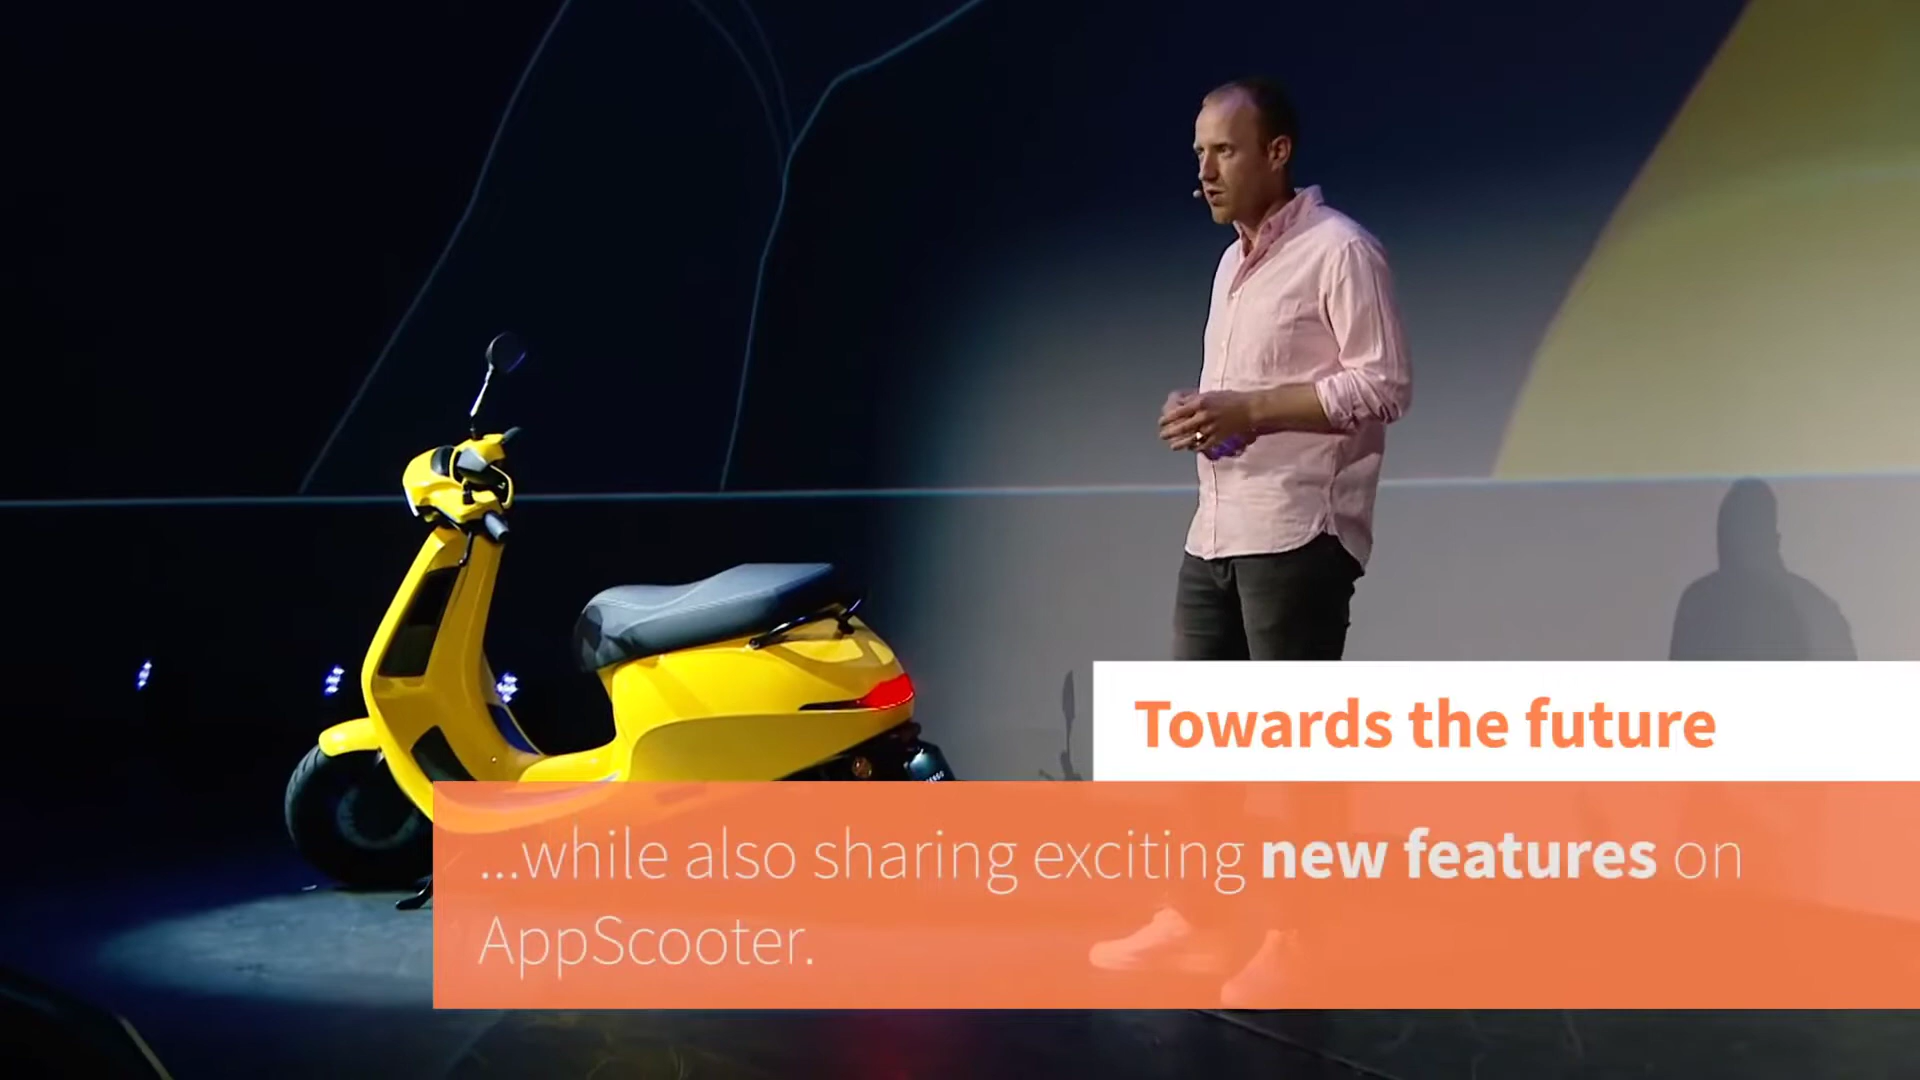 Towards the future
...while also sharing exciting new features on
AppScooter.